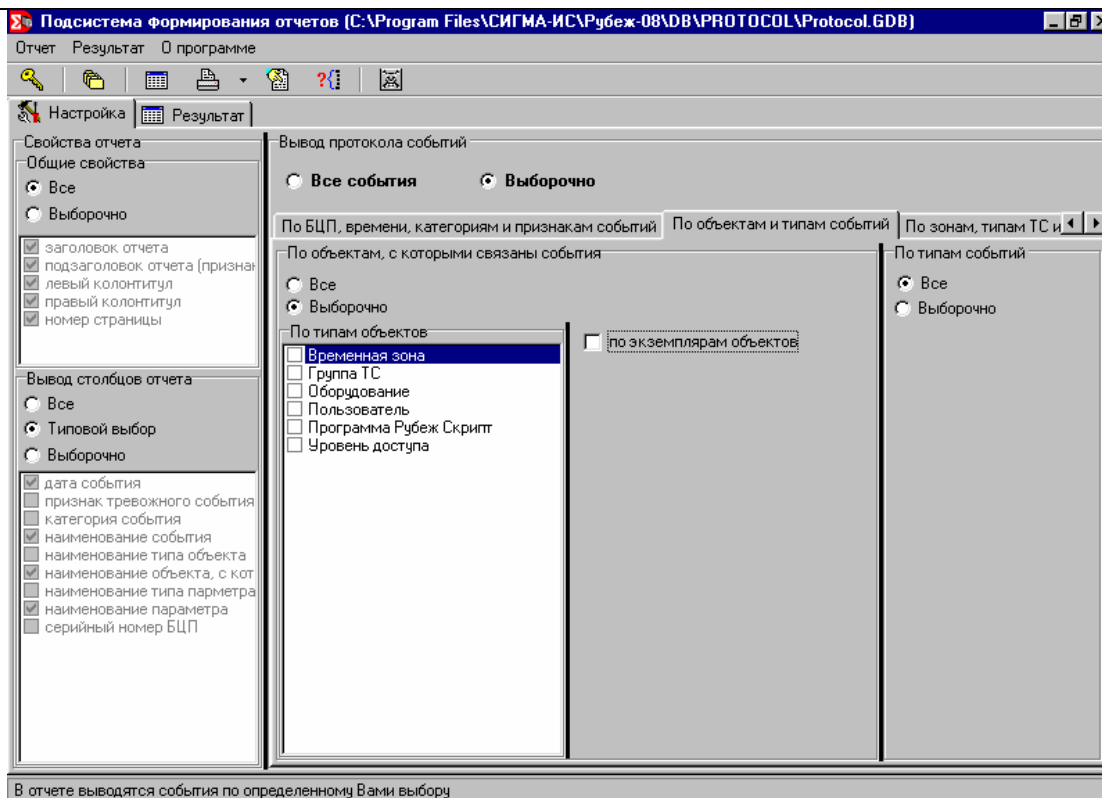 Подсистема формирования отчетов (C:\Program Files\СИГМА-ИС\Рубеж-08\DB\PROTOCOL\Protocol.GDB)
Отчет Результат О программе
Настройка Результат
Свойства отчета
Общие свойства
Все
Выборочно
заголовок отчета
подзаголовок отчета (признак
левый колонтитул
правый колонтитул
номер страницы
Вывод столбцов отчета
Все
Типовой выбор
Выборочно
дата события
признак тревожного события
категория события
наименование события
наименование типа объекта
наименование объекта, с кот
наименование типа парметра
наименование параметра
серийный номер БЦП
Вывод протокола событий
Все события Выборочно
По БЦП, времени, категориям и признакам событий По объектам и типам событий По зонам, типам ТС и
По объектам, с которыми связаны события
Все
Выборочно
По типам объектов
Временная зона
Группа ТС
Оборудование
Пользователь
Программа Рубеж Скрипт
Уровень доступа
по экземплярам объектов
По типам событий
Все
Выборочно
В отчете выводятся события по определенному Вами выбору